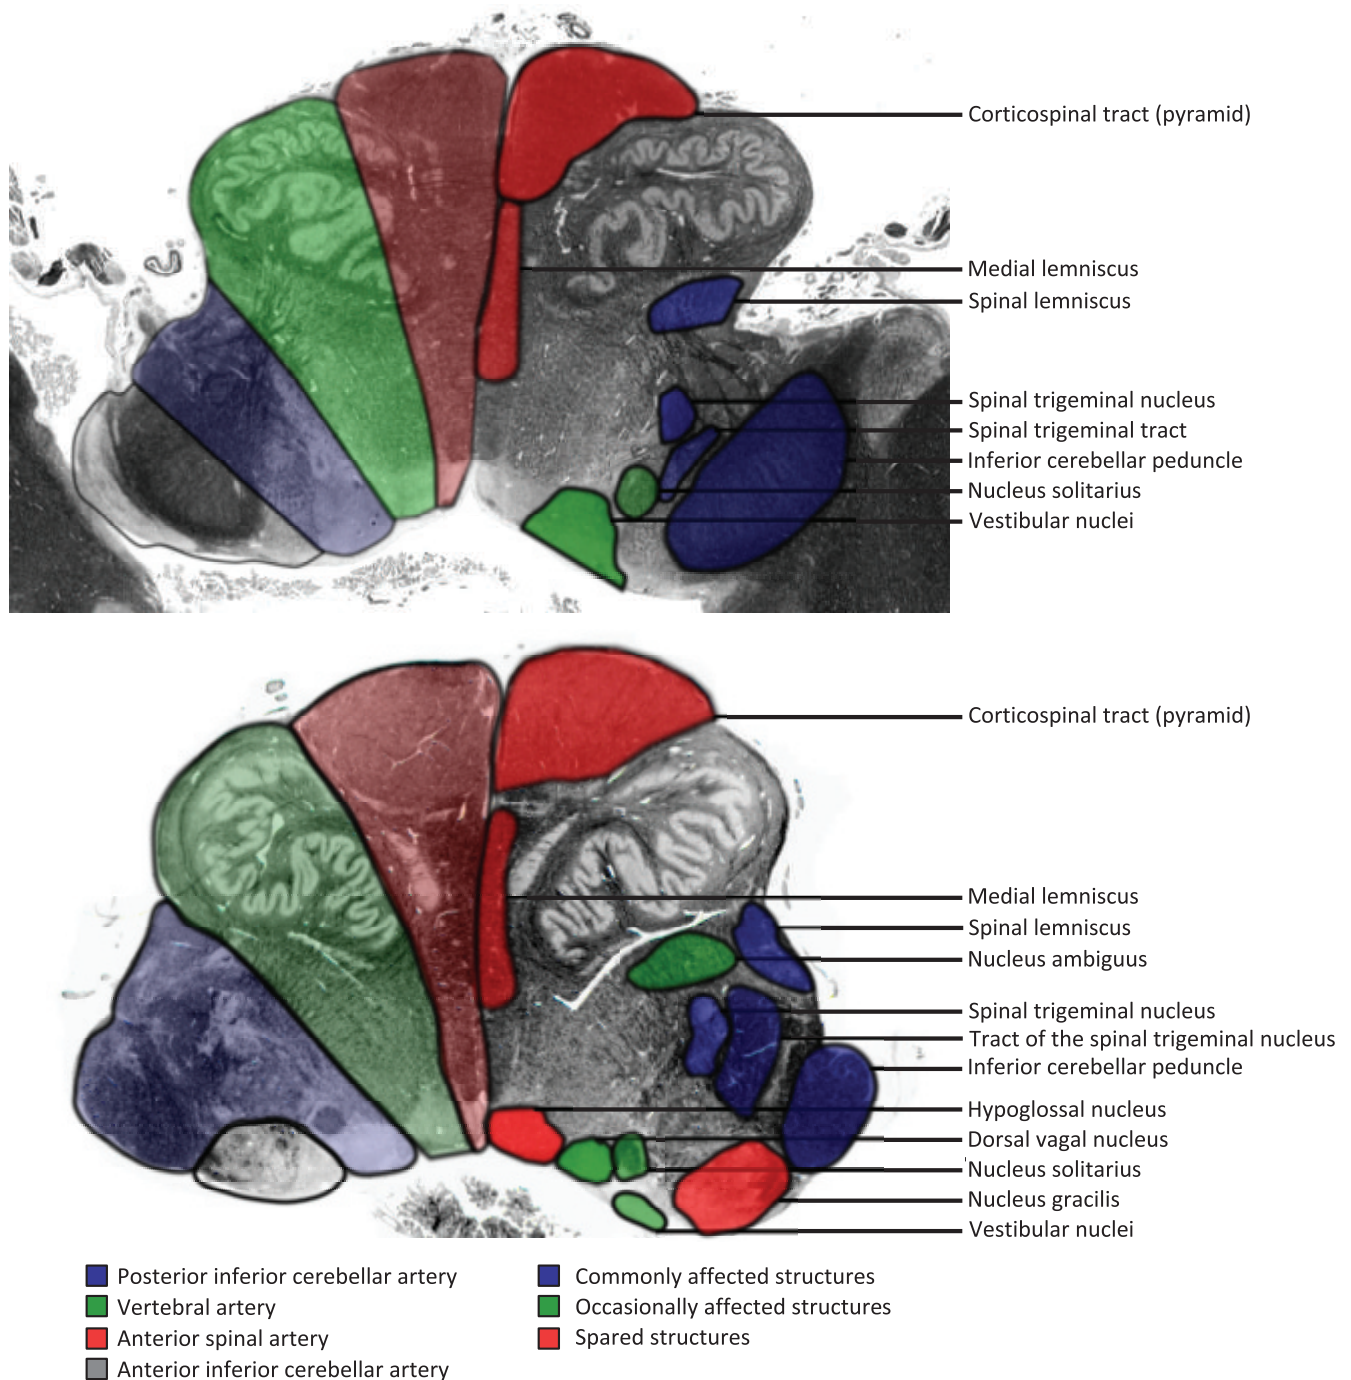 Corticospinal tract (pyramid)
Medial lemniscus
Spinal lemniscus
Spinal trigeminal nucleus
Spinal trigeminal tract
Inferior cerebellar peduncle
Nucleus solitarius
Vestibular nuclei
Corticospinal tract (pyramid)
Medial lemniscus
Spinal lemniscus
Nucleus ambiguus
Spinal trigeminal nucleus
Tract of the spinal trigeminal nucleus
Inferior cerebellar peduncle
Hypoglossal nucleus
Dorsal vagal nucleus
Nucleus solitarius
Nucleus gracilis
Vestibular nuclei
Posterior inferior cerebellar artery
Vertebral artery
Anterior spinal artery
Anterior inferior cerebellar artery
Commonly affected structures
Occasionally affected structures
Spared structures